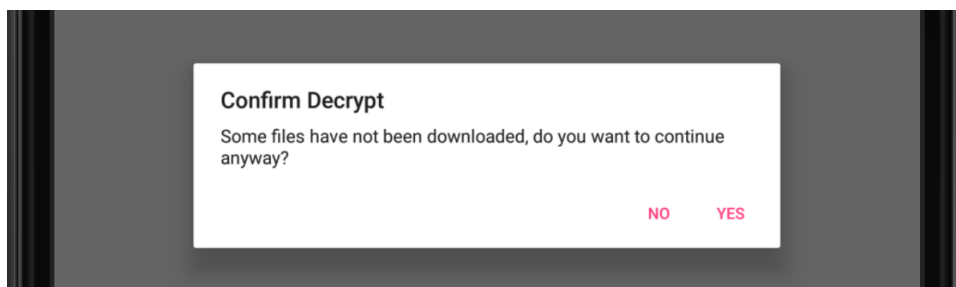 Confirm Decrypt
Some files have not been downloaded, do you want to continue
anyway?
NO YES